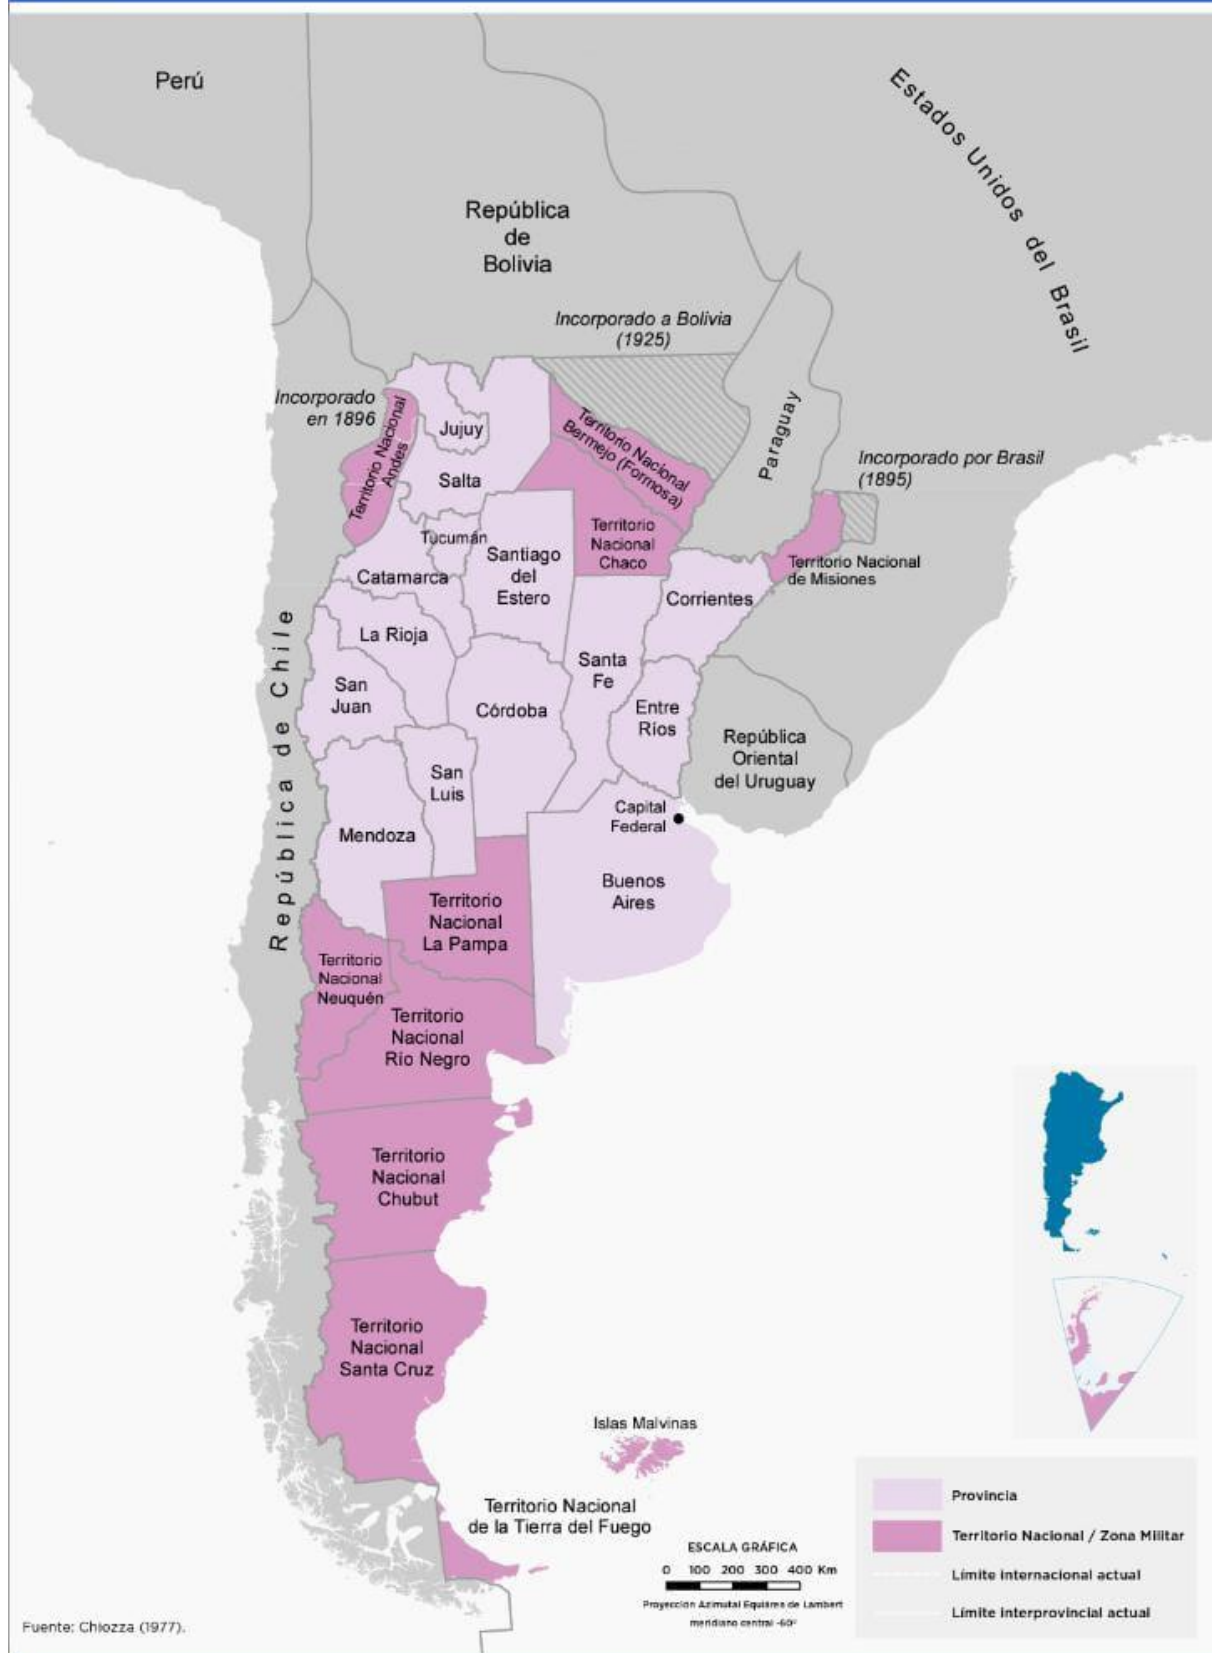 Perú
Estados Unidos del Brasil
República
de
Bolivia
Incorporado a Bolivia
(1925)
Incorporado
en 1896
Territorio Nacional
Andes
Jujuy
Salta
Territorio Nacional
Bermejo (Formosa)
Paraguay
Incorporado por Brasil
(1895)
Territorio
Nacional
Chaco
Tucumán
Santiago
del
Estero
Catamarca
Territorio Nacional
de Misiones
Corrientes
La Rioja
República de Chile
Santa
Fe
San
Juan
Córdoba
Entre
Ríos
República
Oriental
del Uruguay
San
Luis
Mendoza
Capital
Federal
Buenos
Aires
Territorio
Nacional
La Pampa
Territorio
Nacional
Neuquén
Territorio
Nacional
Río Negro
Territorio
Nacional
Chubut
Territorio
Nacional
Santa Cruz
Islas Malvinas
Territorio Nacional
de la Tierra del Fuego
ESCALA GRÁFICA
0 100 200 300 400 Km
Proyección Azimutal Equiárea de Lambert
meridiano central -60º
Provincia
Territorio Nacional / Zona Militar
Límite internacional actual
Límite interprovincial actual
Fuente: Chiozza (1977).